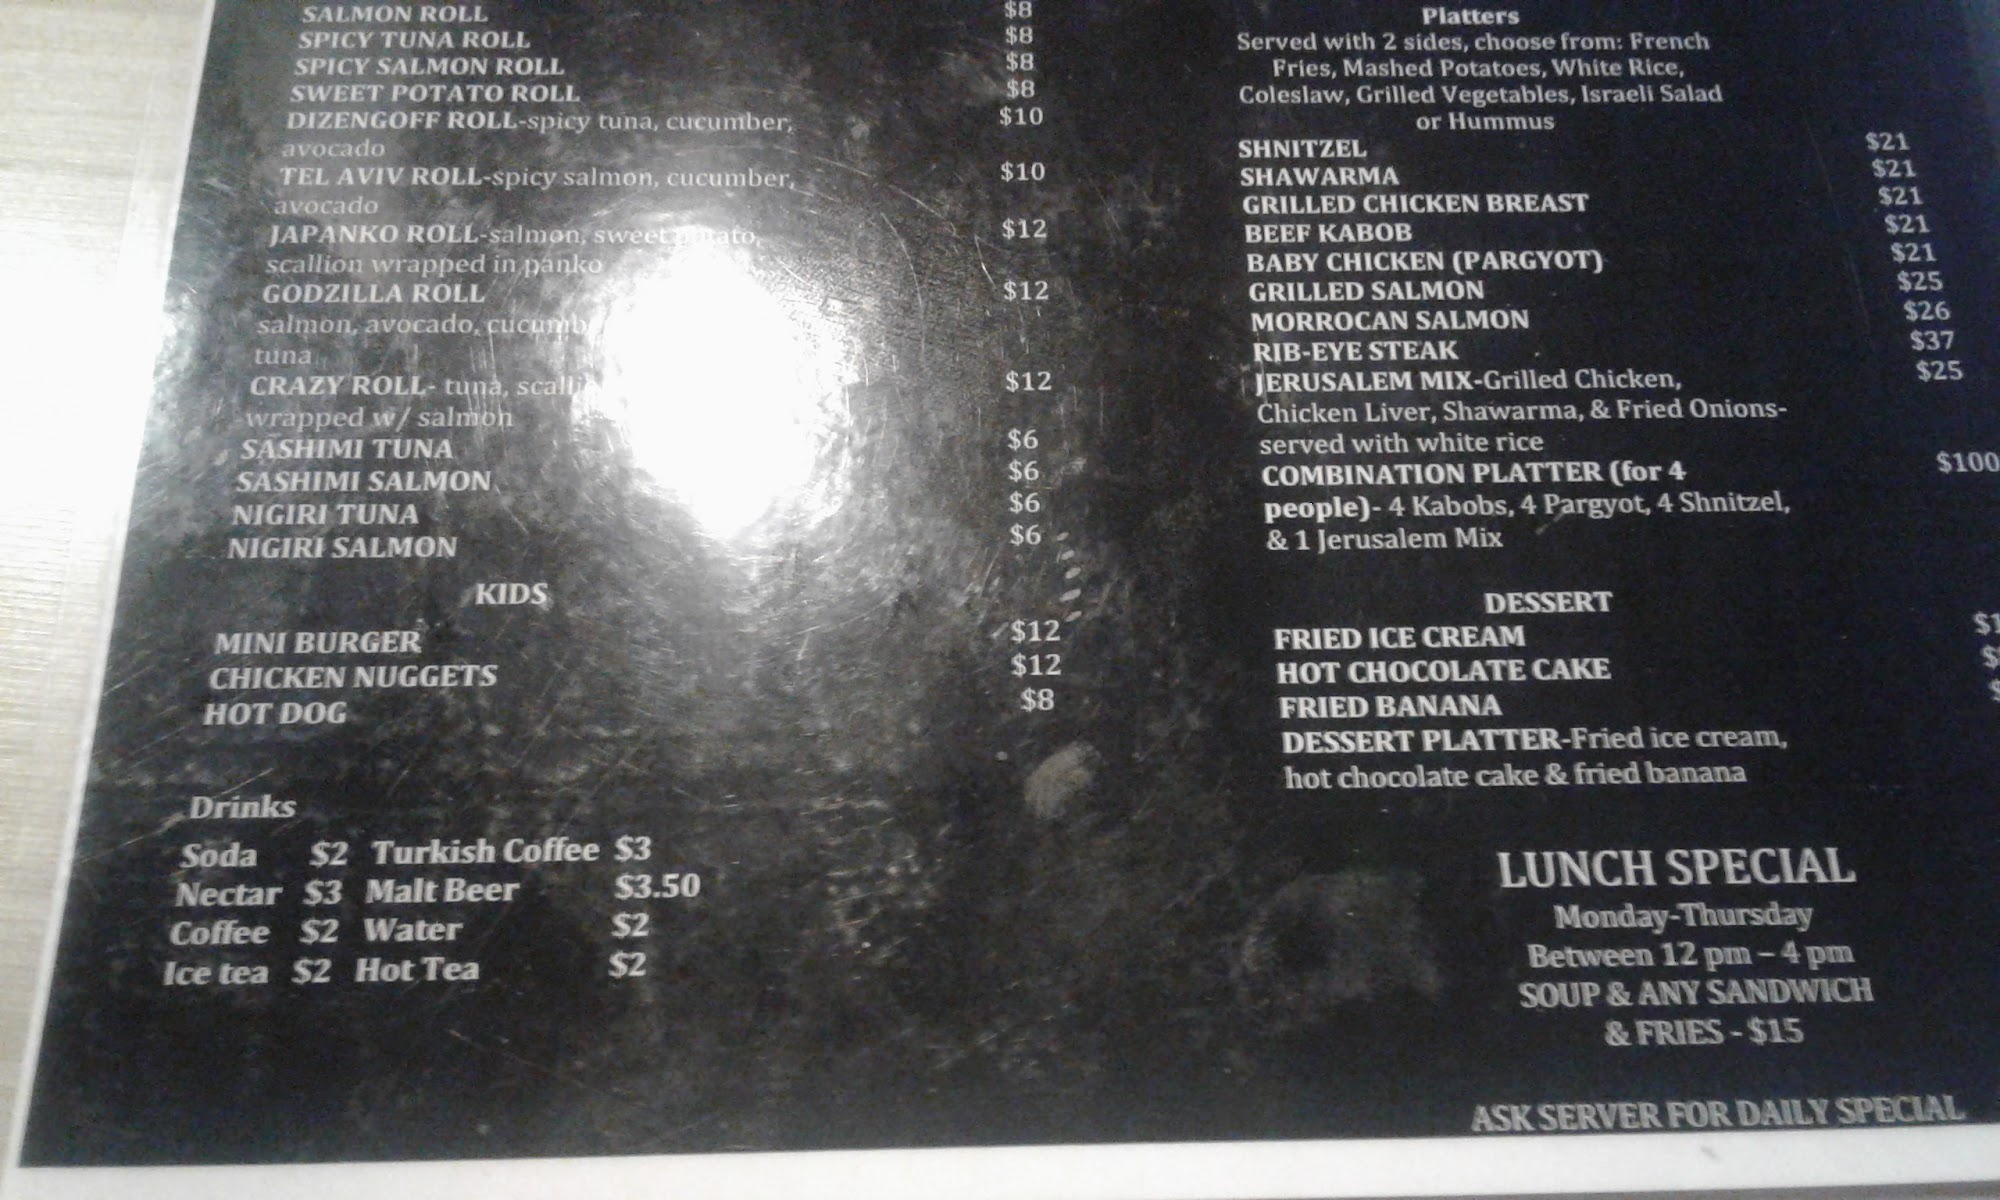 SALMON ROLL $8
SPICY TUNA ROLL $8
SPICY SALMON ROLL $8
SWEET POTATO ROLL $8
DIZENGOFF ROLL-spicy tuna, cucumber, $10
avocado
TEL AVIV ROLL-spicy salmon, cucumber, $10
avocado
JAPANKO ROLL-salmon, sweet potato, $12
scallion wrapped in panko
GODZILLA ROLL $12
salmon, avocado,
tuna
CRAZY ROLL- tuna, $12
wrapped w/ salmon
SASHIMI TUNA $6
SASHIMI SALMON $6
NIGIRI TUNA $6
NIGIRI SALMON $6
KIDS
MINI BURGER $12
CHICKEN NUGGETS $12
HOT DOG $8
Drinks
Soda $2 Turkish Coffee $3
Nectar $3 Malt Beer $3.50
Coffee $2 Water $2
Ice tea $2 Hot Tea $2
Platters
Served with 2 sides, choose from: French
Fries, Mashed Potatoes, White Rice,
Coleslaw, Grilled Vegetables, Israeli Salad
or Hummus
SHNITZEL $21
SHAWARMA $21
GRILLED CHICKEN BREAST $21
BEEF KABOB $21
BABY CHICKEN (PARGYOT) $21
GRILLED SALMON $25
MORROCAN SALMON $26
RIB-EYE STEAK $37
JERUSALEM MIX-Grilled Chicken, $25
Chicken Liver, Shawarma, & Fried Onions-
served with white rice
COMBINATION PLATTER (for 4 $100
people)- 4 Kabobs, 4 Pargyot, 4 Shnitzel,
& 1 Jerusalem Mix
DESSERT
FRIED ICE CREAM
HOT CHOCOLATE CAKE
FRIED BANANA
DESSERT PLATTER-Fried ice cream,
hot chocolate cake & fried banana
LUNCH SPECIAL
Monday-Thursday
Between 12 pm – 4 pm
SOUP & ANY SANDWICH
& FRIES - $15
ASK SERVER FOR DAILY SPECIAL